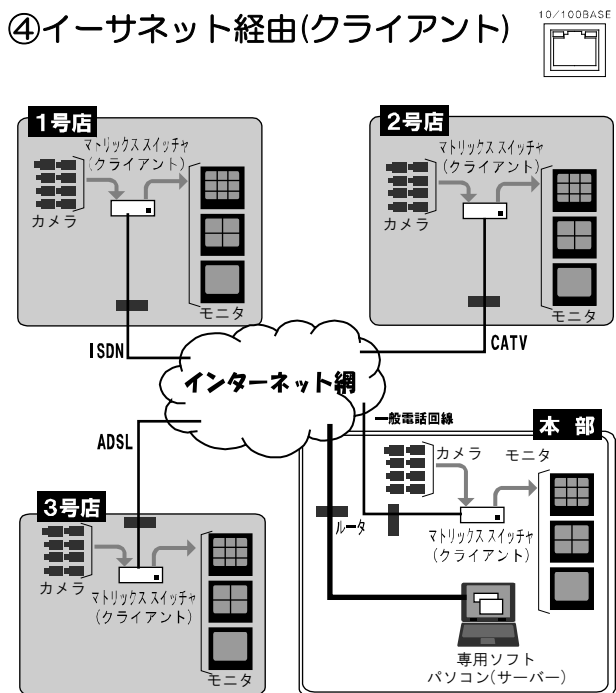 ④イーサネット経由(クライアント)
10/100BASE
1号店
マトリックス スイッチャ
(クライアント)
カメラ
モニタ
2号店
マトリックス スイッチャ
(クライアント)
カメラ
モニタ
ISDN
CATV
インターネット網
一般電話回線
ADSL
本 部
カメラ
モニタ
ルータ
マトリックス スイッチャ
(クライアント)
専用ソフト
パソコン(サーバー)
3号店
カメラ
マトリックス スイッチャ
(クライアント)
モニタ